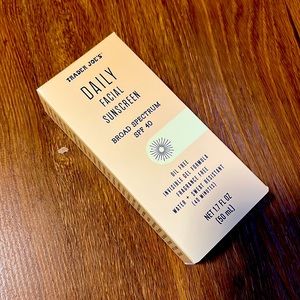 TRADER JOE'S
DAILY
FACIAL
SUNSCREEN
BROAD SPECTRUM
SPF 40
OIL FREE
INVISIBLE GEL FORMULA
FRAGRANCE FREE
WATER + SWEAT RESISTANT
(40 MINUTES)
NET 1.7 FL OZ
(50 mL)